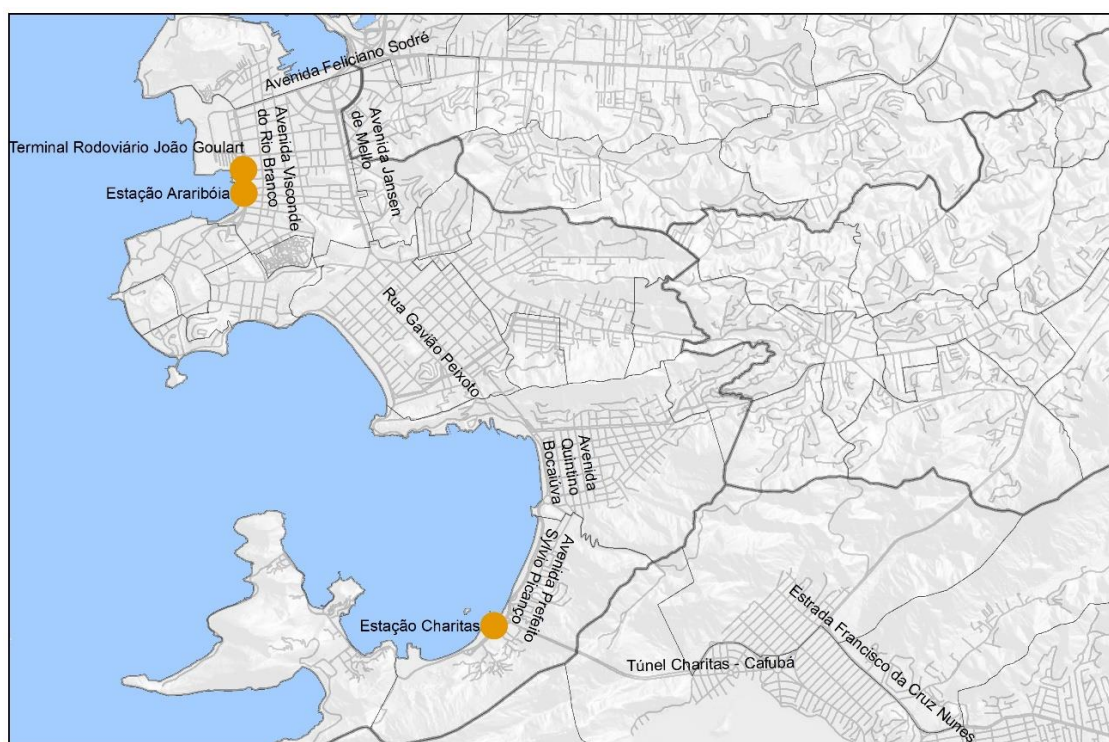 Avenida Feliciano Sodré
Terminal Rodoviário João Goulart
Avenida Visconde
do Rio Branco
Avenida Jansen
de Mello
Estação Araribóia
Rua Gavião Peixoto
Avenida
Quintino
Bocaiúva
Avenida Prefeito
Sylvio Picanço
Estação Charitas
Túnel Charitas - Cafubá
Estrada Francisco da Cruz Nunes